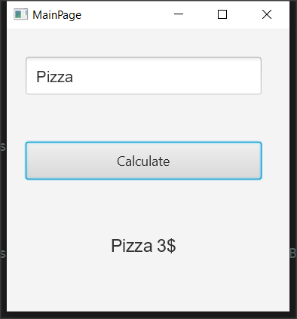 MainPage
Pizza
Calculate
Pizza 3$
s
s
B